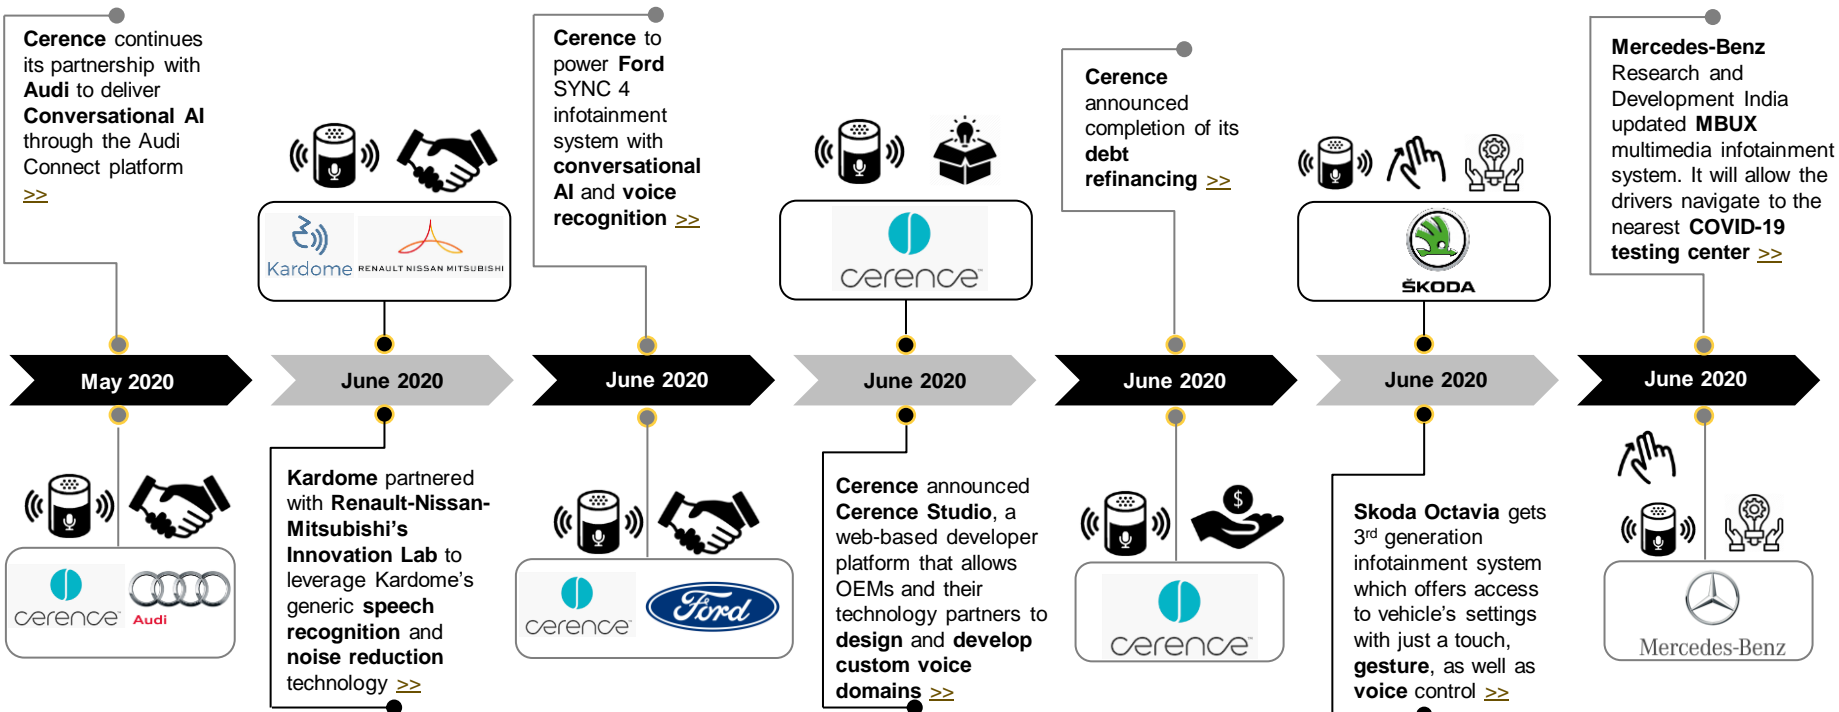 Cerence continues
its partnership with
Audi to deliver
Conversational AI
through the Audi
Connect platform
>>
Kardome
RENAULT NISSAN MITSUBISHI
Cerence to
power Ford
SYNC 4
infotainment
system with
conversational
AI and voice
recognition >>
cerence™
Cerence
announced
completion of its
debt
refinancing >>
ŠKODA
Mercedes-Benz
Research and
Development India
updated MBUX
multimedia infotainment
system. It will allow the
drivers navigate to the
nearest COVID-19
testing center >>
May 2020
June 2020
June 2020
June 2020
June 2020
June 2020
June 2020
cerence™
Audi
Kardome partnered
with Renault-Nissan-
Mitsubishi's
Innovation Lab to
leverage Kardome's
generic speech
recognition and
noise reduction
technology >>
cerence™
Ford
Cerence announced
Cerence Studio, a
web-based developer
platform that allows
OEMs and their
technology partners to
design and develop
custom voice
domains >>
$
cerence™
Skoda Octavia gets
3rd generation
infotainment system
which offers access
to vehicle's settings
with just a touch,
gesture, as well as
voice control >>
Mercedes-Benz